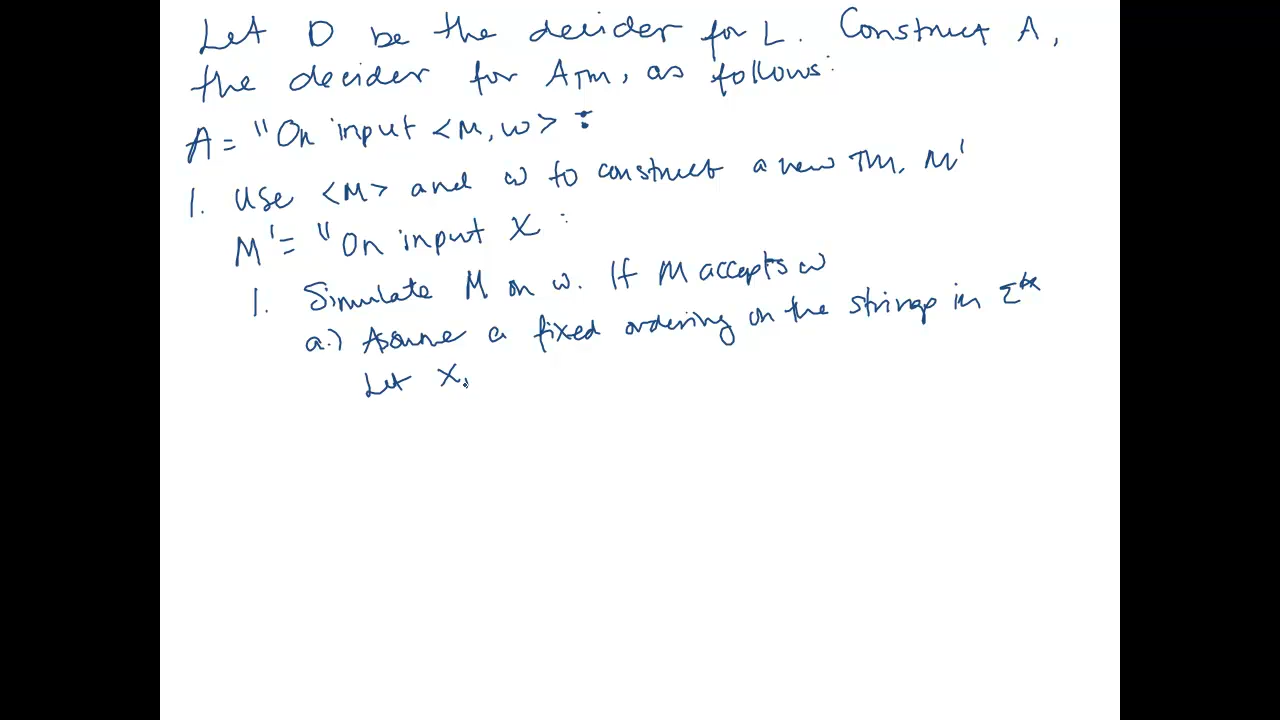 Let D be the decider for L. Construct A,
the decider for ATM, as follows:
A = "On input <M, w> :
1. Use <M> and w to construct a new TM, M'
M' = "On input X :
1. Simulate M on w. If M accepts w
a.) Assume a fixed ordering on the strings in Σ*
Let X,